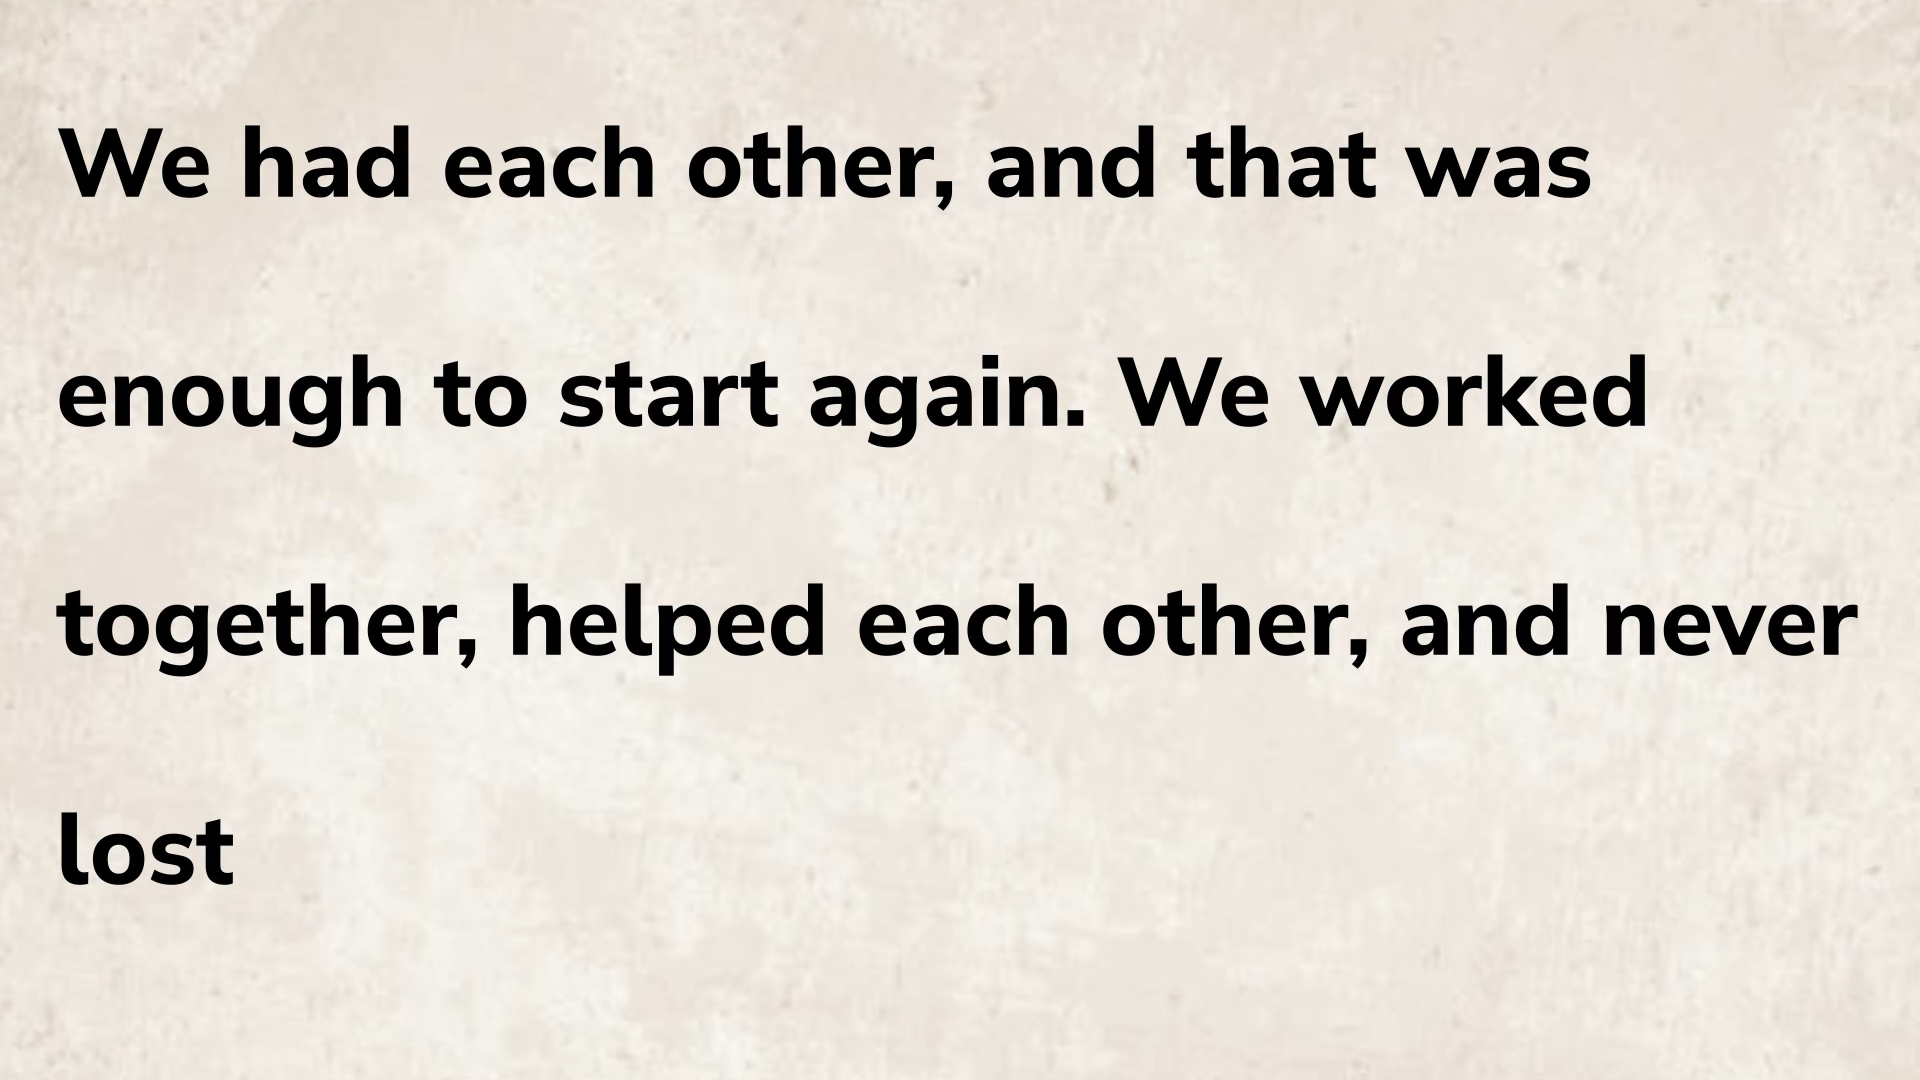 We had each other, and that was
enough to start again. We worked
together, helped each other, and never
lost